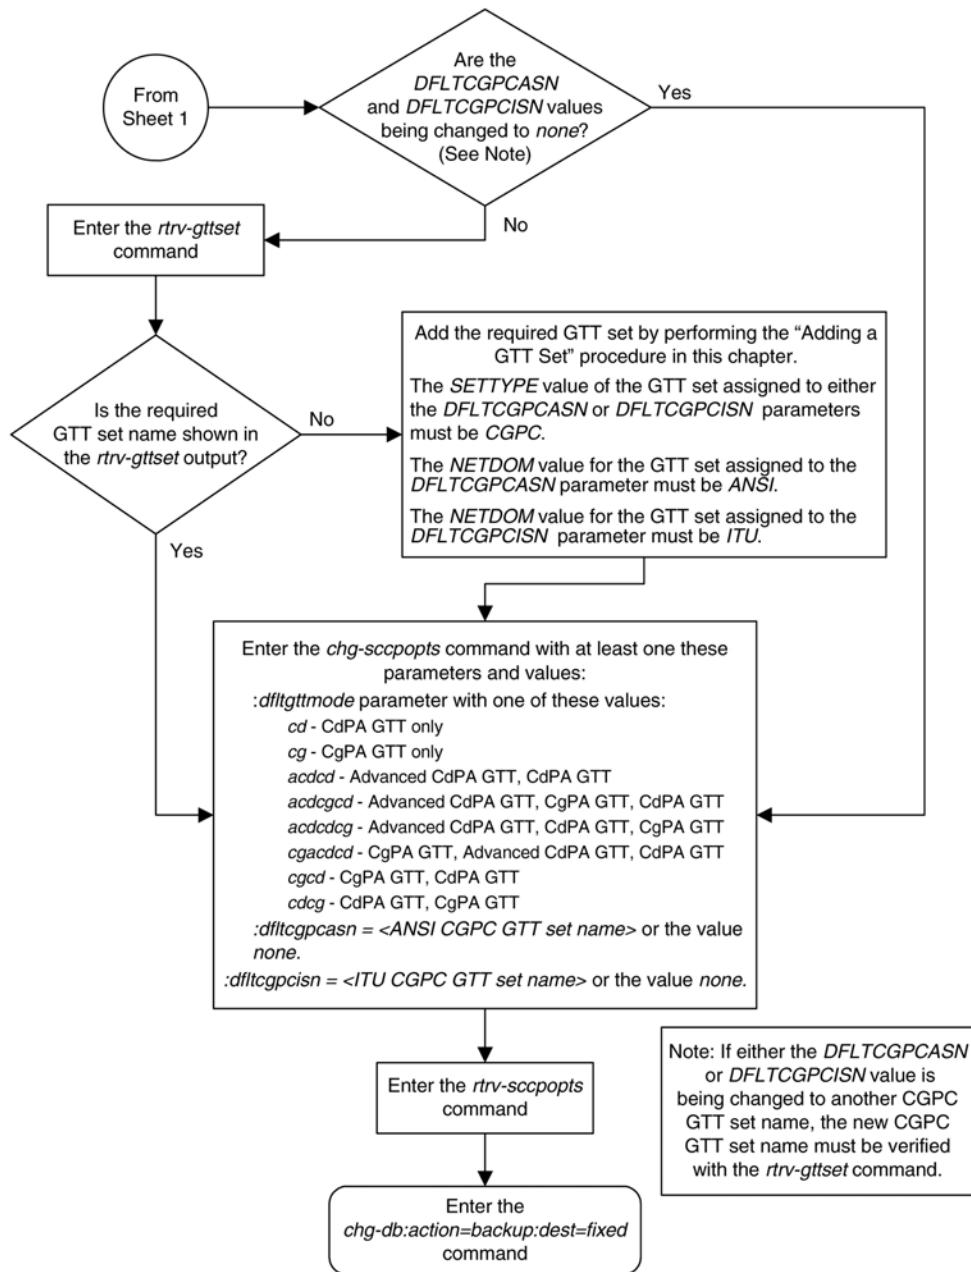 From
Sheet 1
Are the
DFLTCGPCASN
and DFLTCGPCISN values
being changed to none?
(See Note)
Yes
No
Enter the rtrv-gttset
command
Is the required
GTT set name shown in
the rtrv-gttset output?
No
Yes
Add the required GTT set by performing the “Adding a
GTT Set” procedure in this chapter.
The SETTYPE value of the GTT set assigned to either
the DFLTCGPCASN or DFLTCGPCISN parameters
must be CGPC.
The NETDOM value for the GTT set assigned to the
DFLTCGPCASN parameter must be ANSI.
The NETDOM value for the GTT set assigned to the
DFLTCGPCISN parameter must be ITU.
Enter the chg-sccpopts command with at least one these
parameters and values:
:dfltgttmode parameter with one of these values:
cd - CdPA GTT only
cg - CgPA GTT only
acdcd - Advanced CdPA GTT, CdPA GTT
acdcgcd - Advanced CdPA GTT, CgPA GTT, CdPA GTT
acdcdcg - Advanced CdPA GTT, CdPA GTT, CgPA GTT
cgacdcd - CgPA GTT, Advanced CdPA GTT, CdPA GTT
cgcd - CgPA GTT, CdPA GTT
cdcg - CdPA GTT, CgPA GTT
:dfltcgpcasn = <ANSI CGPC GTT set name> or the value
none.
:dfltcgpcisn = <ITU CGPC GTT set name> or the value none.
Enter the rtrv-sccpopts
command
Enter the
chg-db:action=backup:dest=fixed
command
Note: If either the DFLTCGPCASN
or DFLTCGPCISN value is
being changed to another CGPC
GTT set name, the new CGPC
GTT set name must be verified
with the rtrv-gttset command.